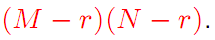 (M − r)(N − r).